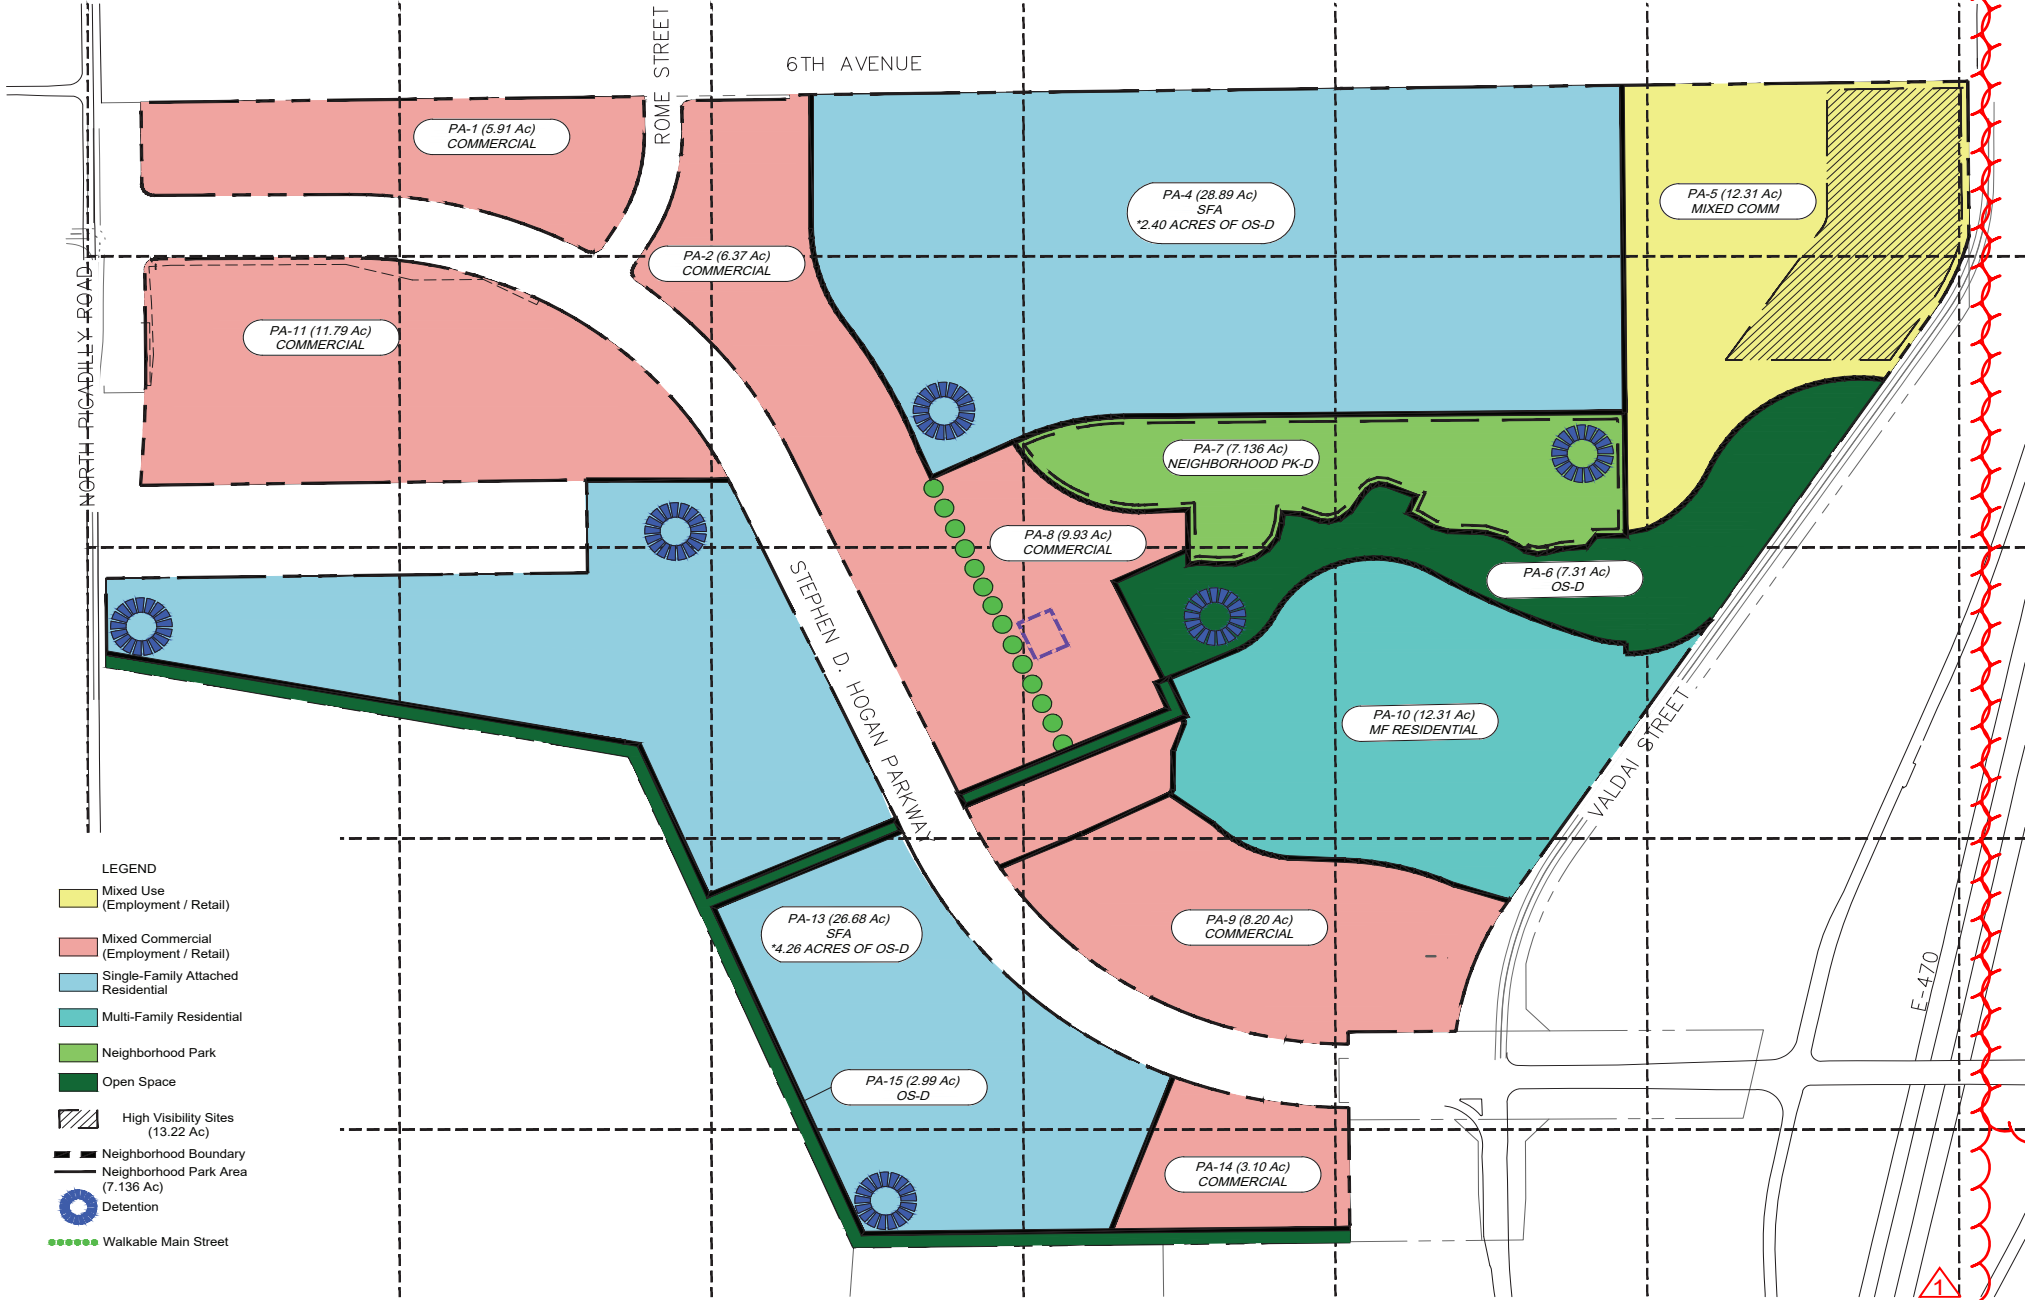 6TH AVENUE
ROME STREET
NORTH PICADILLY ROAD
PA-1 (5.91 Ac)
COMMERCIAL
PA-2 (6.37 Ac)
COMMERCIAL
PA-4 (28.89 Ac)
SFA
*2.40 ACRES OF OS-D
PA-5 (12.31 Ac)
MIXED COMM
PA-11 (11.79 Ac)
COMMERCIAL
PA-7 (7.136 Ac)
NEIGHBORHOOD PK-D
PA-8 (9.93 Ac)
COMMERCIAL
PA-6 (7.31 Ac)
OS-D
STEPHEN D. HOGAN PARKWAY
PA-10 (12.31 Ac)
MF RESIDENTIAL
VALDAI STREET
PA-13 (26.68 Ac)
SFA
*4.26 ACRES OF OS-D
PA-9 (8.20 Ac)
COMMERCIAL
E-470
PA-15 (2.99 Ac)
OS-D
PA-14 (3.10 Ac)
COMMERCIAL
LEGEND
Mixed Use
(Employment / Retail)
Mixed Commercial
(Employment / Retail)
Single-Family Attached
Residential
Multi-Family Residential
Neighborhood Park
Open Space
High Visibility Sites
(13.22 Ac)
Neighborhood Boundary
Neighborhood Park Area
(7.136 Ac)
Detention
Walkable Main Street
1